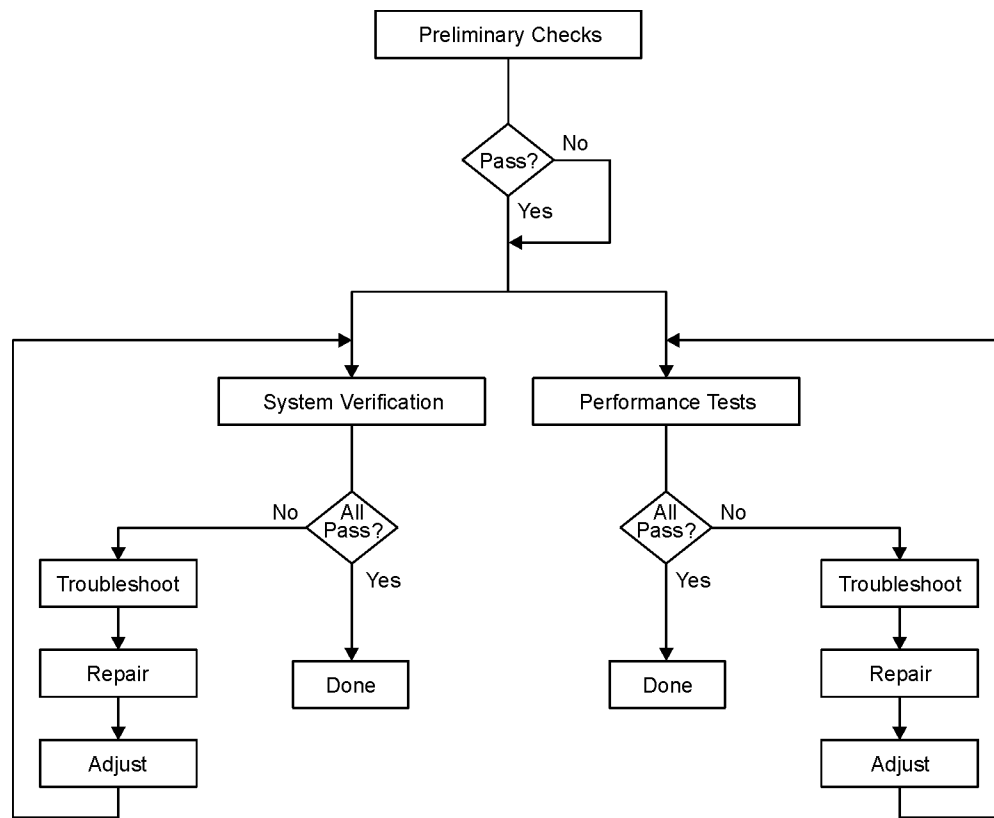 Preliminary Checks
Pass?
No
Yes
System Verification
Performance Tests
No
All
Pass?
Yes
All
Pass?
No
Yes
Troubleshoot
Troubleshoot
Repair
Done
Done
Repair
Adjust
Adjust